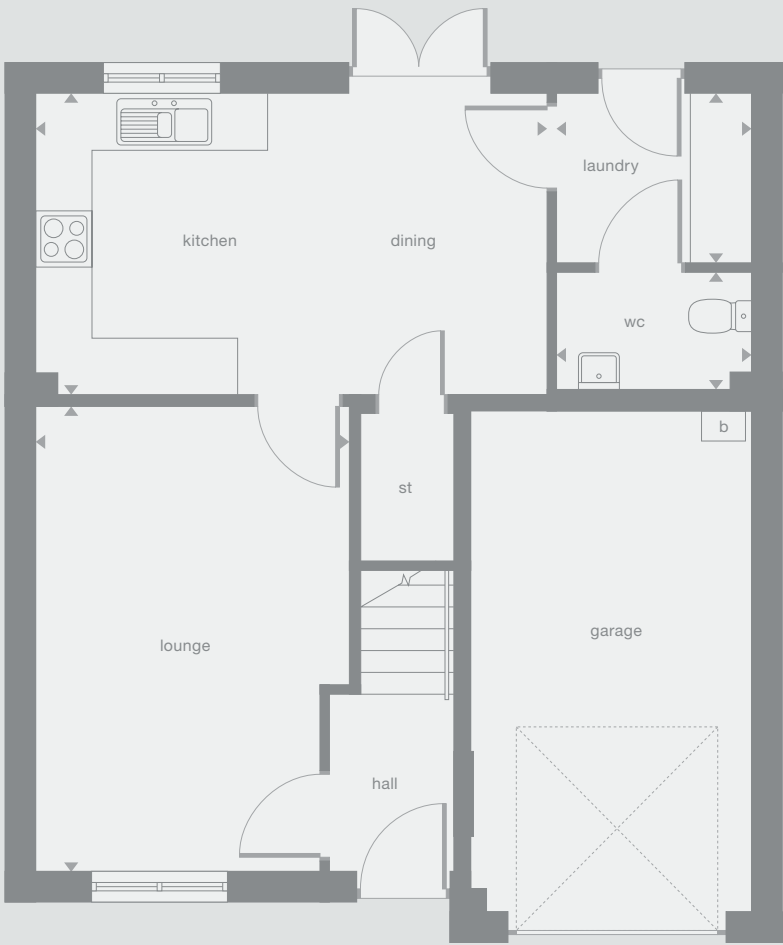 laundry
kitchen
dining
wc
b
st
garage
lounge
hall